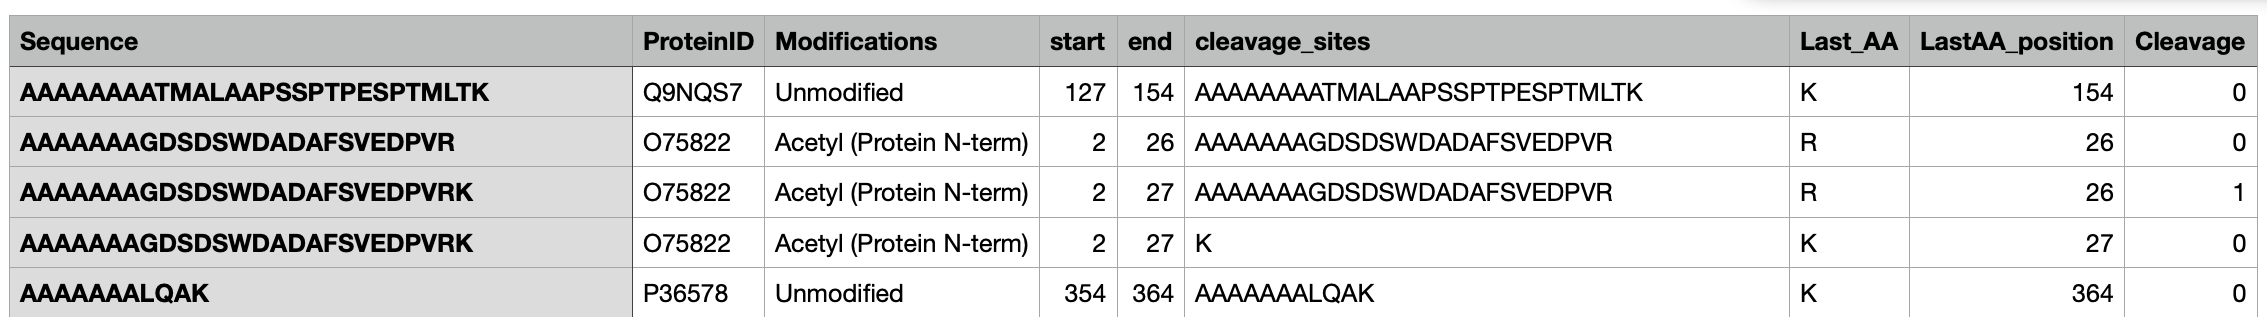 Sequence ProteinID Modifications start end cleavage_sites Last_AA LastAA_position Cleavage
AAAAAAAATMALAAPSSPTPESPTMLTK Q9NQS7 Unmodified 127 154 AAAAAAAATMALAAPSSPTPESPTMLTK K 154 0
AAAAAAAGDSDSWDADAFSVEDPVR O75822 Acetyl (Protein N-term) 2 26 AAAAAAAGDSDSWDADAFSVEDPVR R 26 0
AAAAAAAGDSDSWDADAFSVEDPVRK O75822 Acetyl (Protein N-term) 2 27 AAAAAAAGDSDSWDADAFSVEDPVR R 26 1
AAAAAAAGDSDSWDADAFSVEDPVRK O75822 Acetyl (Protein N-term) 2 27 K K 27 0
AAAAAAALQAK P36578 Unmodified 354 364 AAAAAAALQAK K 364 0